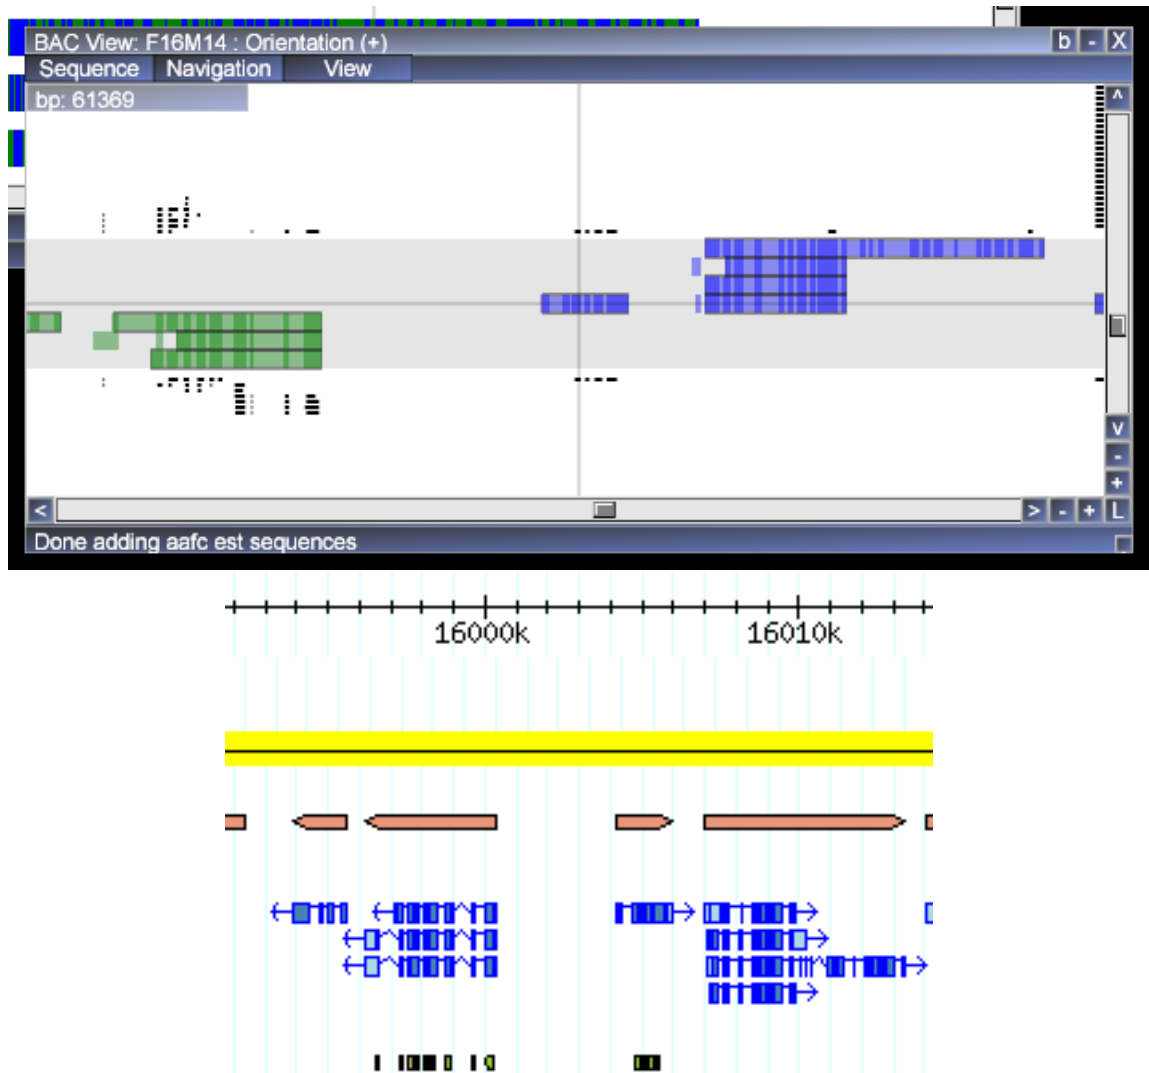 BAC View: F16M14 : Orientation (+)
b - X
Sequence Navigation View
bp: 61369
^
v
-
+
< > - + L
Done adding aafc est sequences
16000k 16010k